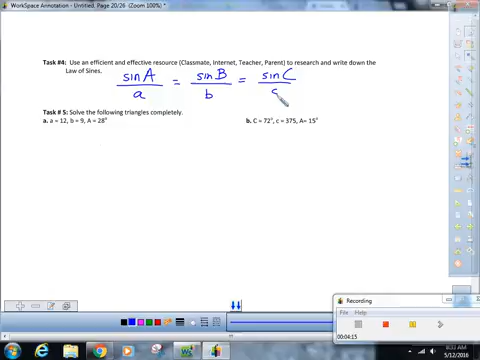 WorkSpace Annotation - Untitled, Page 20/26 (Zoom 210%)
Task #4: Use an efficient and effective resource (Classmate, Internet, Teacher, Parent) to research and write down the
Law of Sines.
sin A / a = sin B / b = sin C / c
Task # 5: Solve the following triangles completely.
a. a = 12, b = 9, A = 28° b. C = 72°, c = 375, A= 15°
Recording
File Help
00:04:15
8:33 AM
5/12/2016